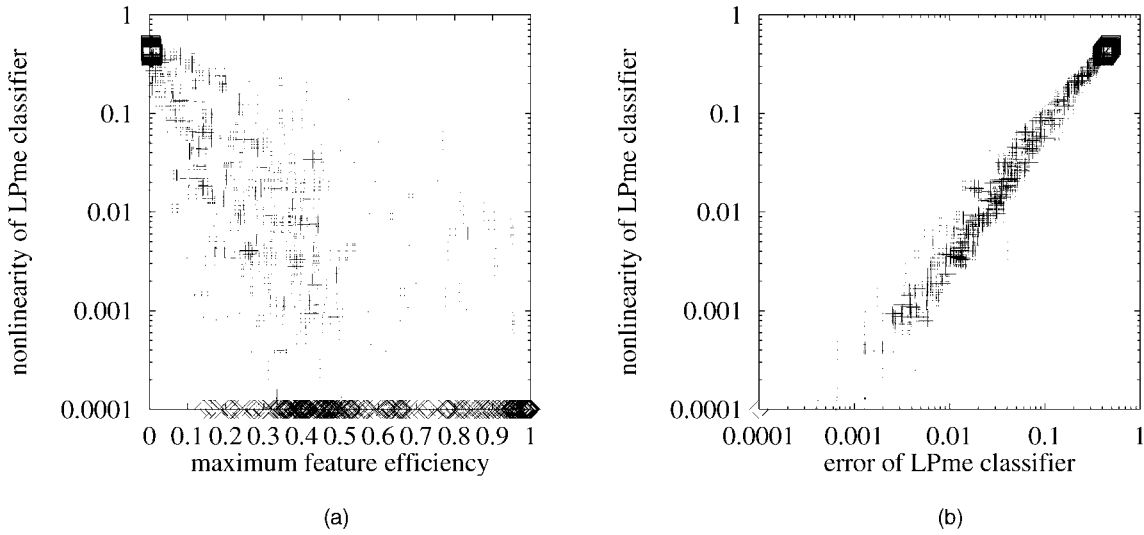 nonlinearity of LPme classifier
1
0.1
0.01
0.001
0.0001
0 0.1 0.2 0.3 0.4 0.5 0.6 0.7 0.8 0.9 1
maximum feature efficiency
(a)
nonlinearity of LPme classifier
1
0.1
0.01
0.001
0.0001
0.0001 0.001 0.01 0.1 1
error of LPme classifier
(b)